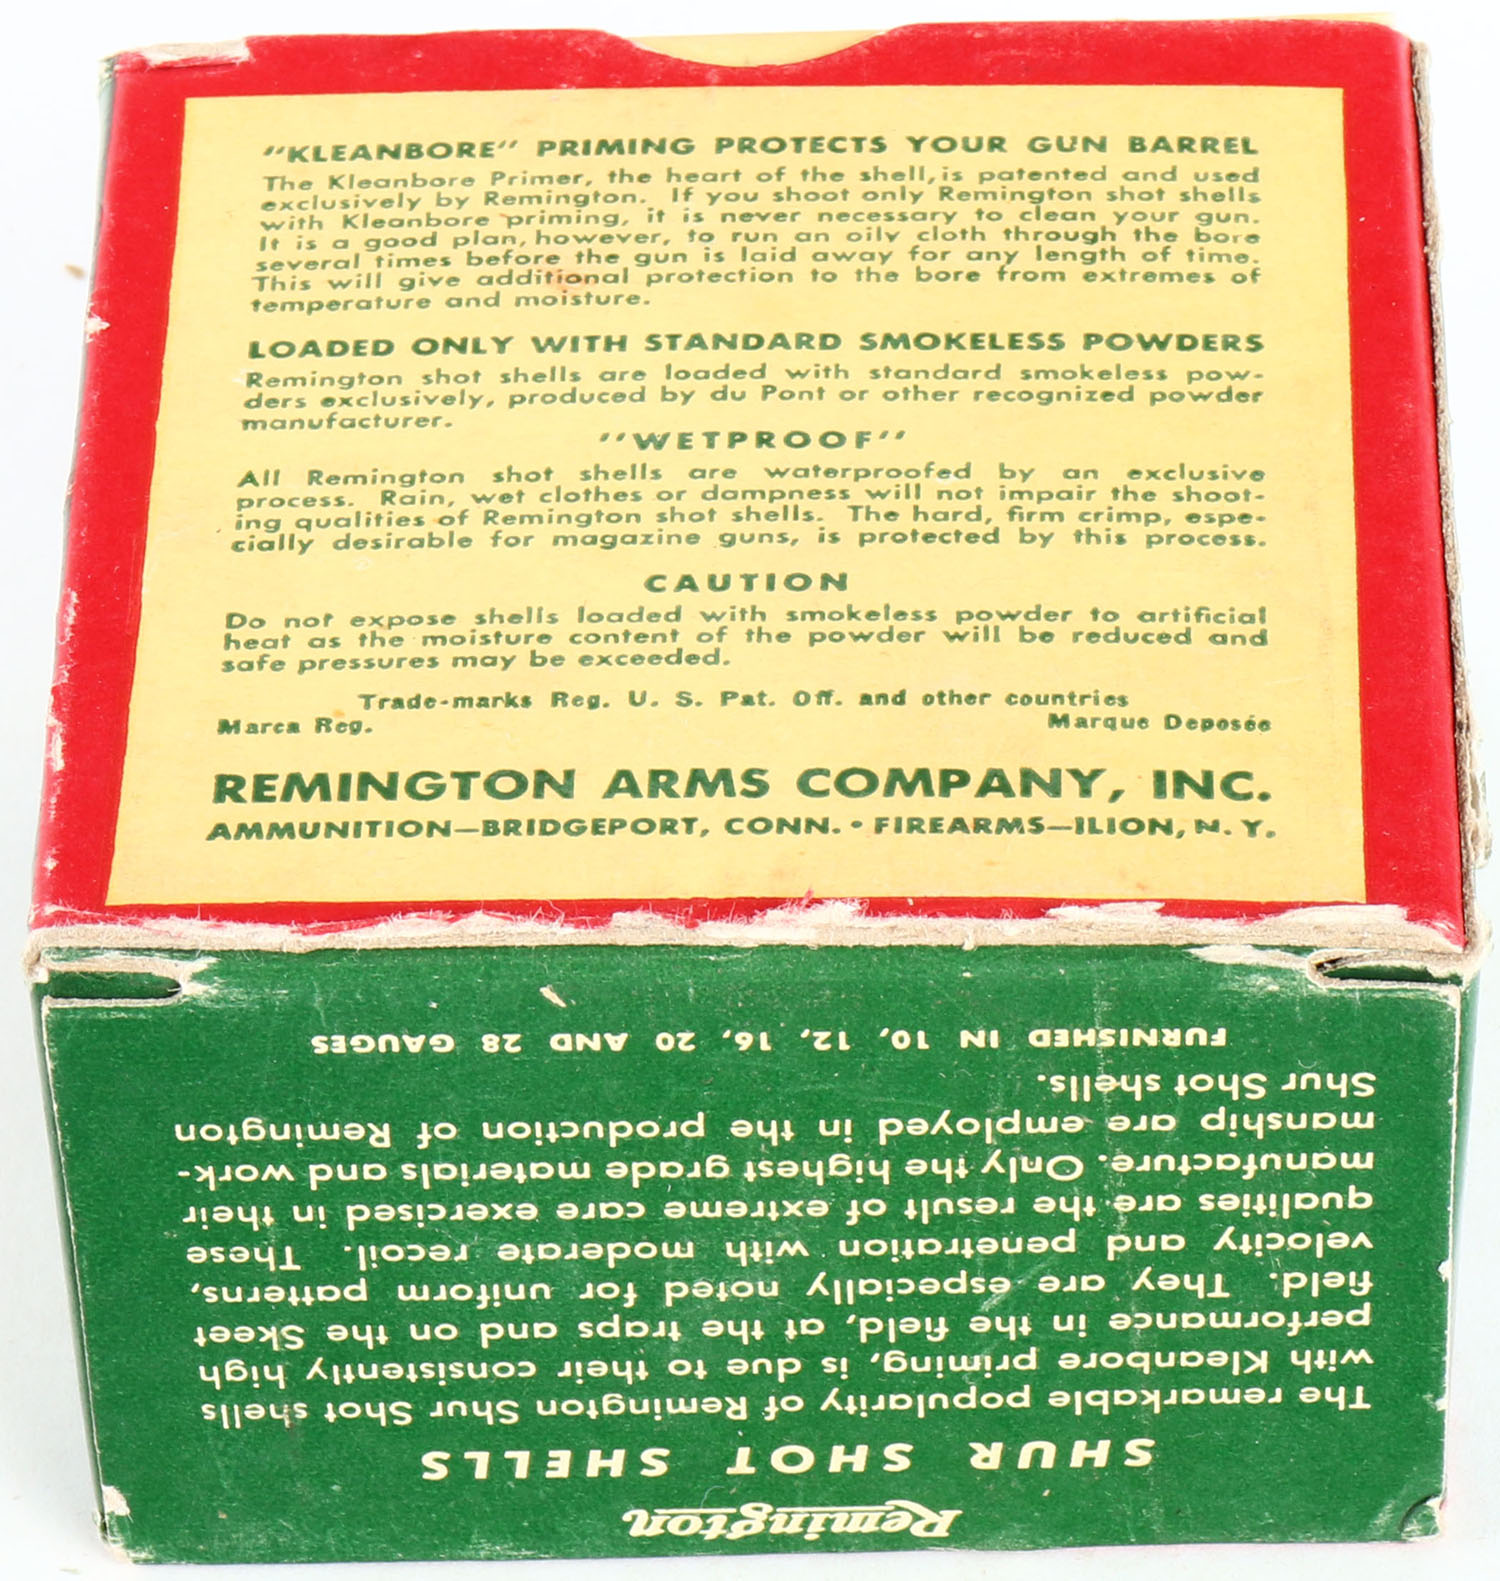 "KLEANBORE" PRIMING PROTECTS YOUR GUN BARREL
The Kleanbore Primer, the heart of the shell, is patented and used
exclusively by Remington. If you shoot only Remington shot shells
with Kleanbore priming, it is never necessary to clean your gun.
It is a good plan, however, to run an oily cloth through the bore
several times before the gun is laid away for any length of time.
This will give additional protection to the bore from extremes of
temperature and moisture.
LOADED ONLY WITH STANDARD SMOKELESS POWDERS
Remington shot shells are loaded with standard smokeless pow-
ders exclusively, produced by du Pont or other recognized powder
manufacturer.
"WETPROOF"
All Remington shot shells are waterproofed by an exclusive
process. Rain, wet clothes or dampness will not impair the shoot-
ing qualities of Remington shot shells. The hard, firm crimp, espe-
cially desirable for magazine guns, is protected by this process.
CAUTION
Do not expose shells loaded with smokeless powder to artificial
heat as the moisture content of the powder will be reduced and
safe pressures may be exceeded.
Trade-marks Reg. U. S. Pat. Off. and other countries
Marca Reg. Marque Deposée
REMINGTON ARMS COMPANY, INC.
AMMUNITION—BRIDGEPORT, CONN. • FIREARMS—ILION, N. Y.
Remington
SHUR SHOT SHELLS
The remarkable popularity of Remington Shur Shot shells
with Kleanbore priming, is due to their consistently high
performance in the field, at the traps and on the Skeet
field. They are especially noted for uniform patterns,
velocity and penetration with moderate recoil. These
qualities are the result of extreme care exercised in their
manufacture. Only the highest grade materials and work-
manship are employed in the production of Remington
Shur Shot shells.
FURNISHED IN 10, 12, 16, 20 AND 28 GAUGES